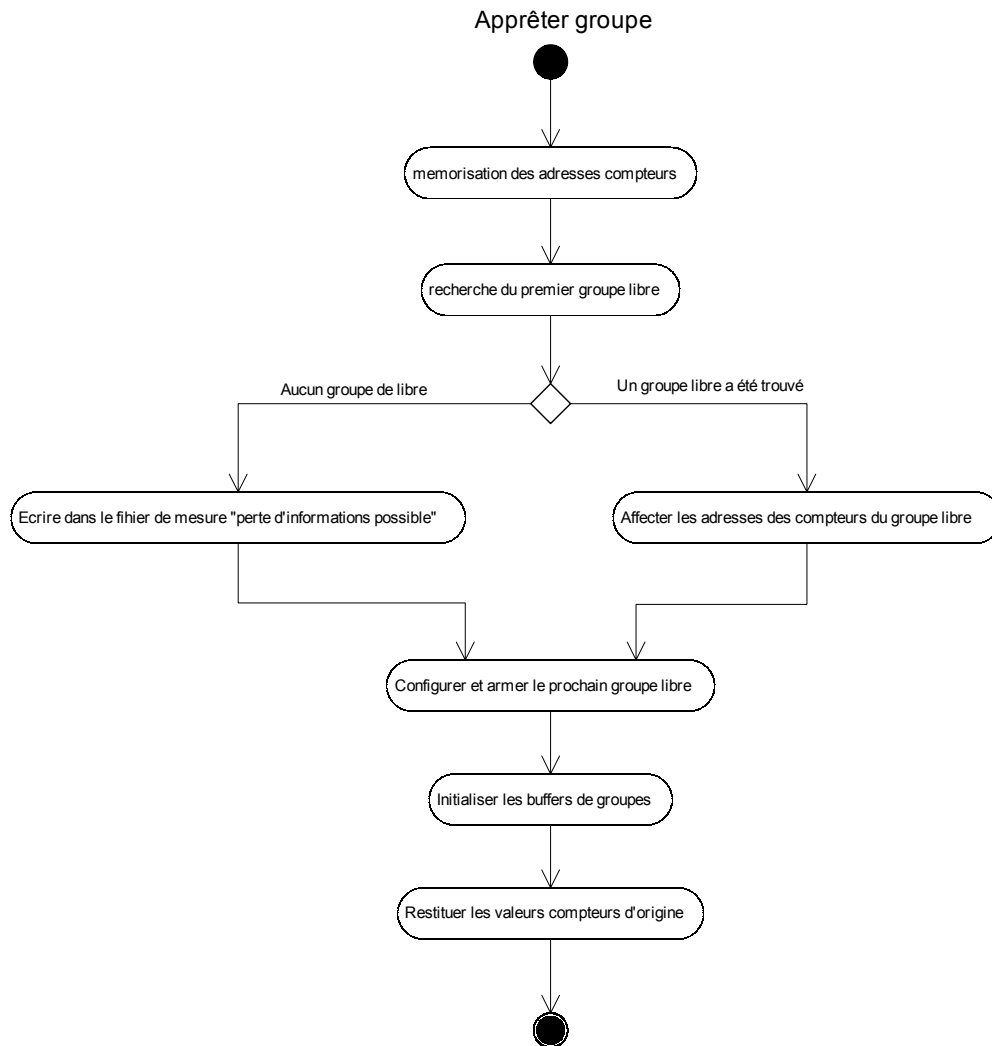 Apprêter groupe
memorisation des adresses compteurs
recherche du premier groupe libre
Aucun groupe de libre
Un groupe libre a été trouvé
Ecrire dans le fihier de mesure "perte d'informations possible"
Affecter les adresses des compteurs du groupe libre
Configurer et armer le prochain groupe libre
Initialiser les buffers de groupes
Restituer les valeurs compteurs d'origine